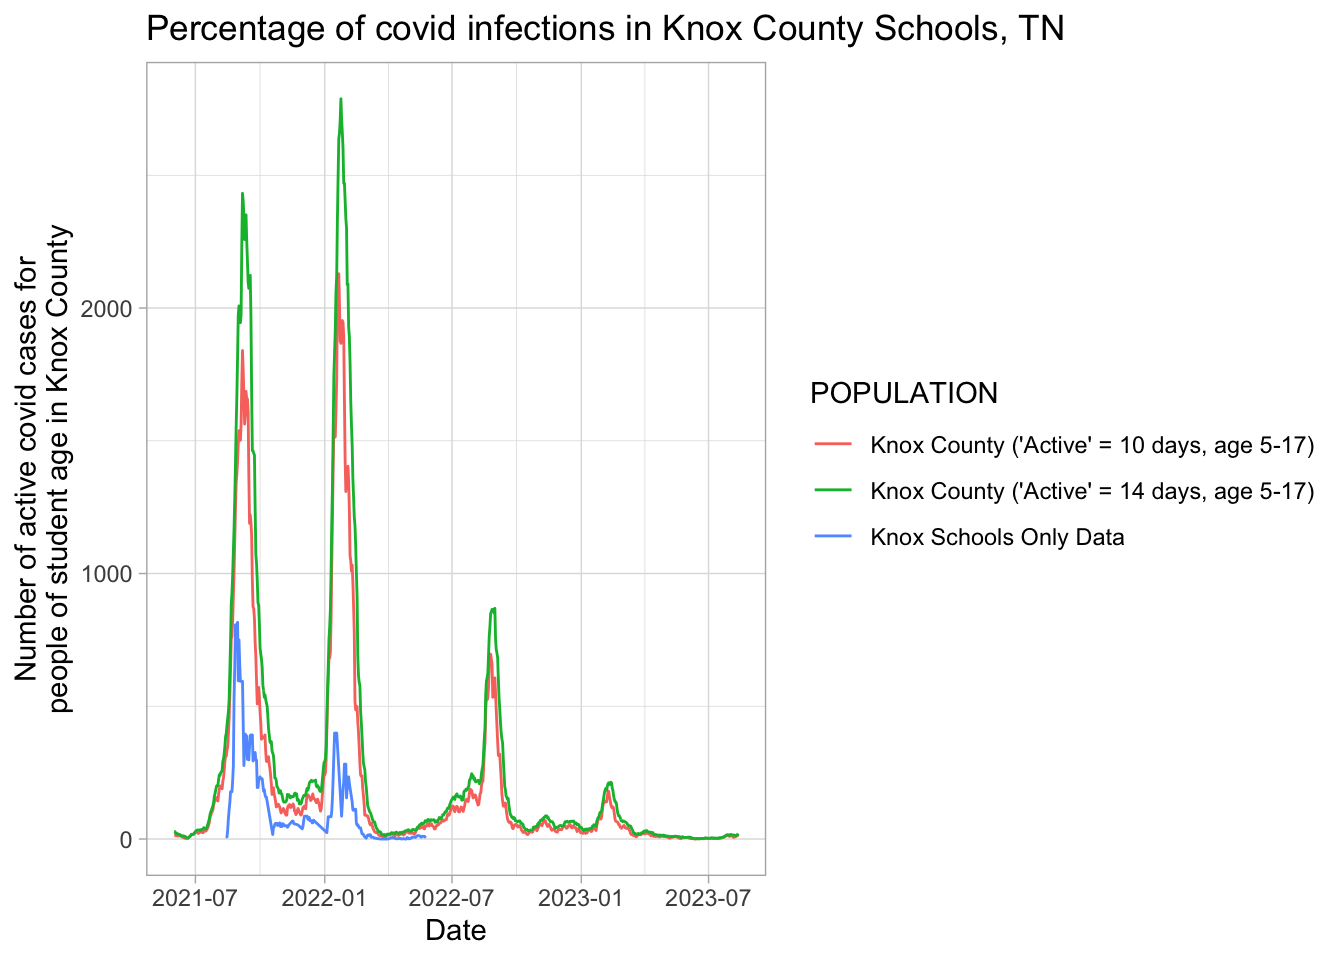 Percentage of covid infections in Knox County Schools, TN
Number of active covid cases for
people of student age in Knox County
2000
1000
0
2021-07
2022-01
2022-07
2023-01
2023-07
Date
POPULATION
Knox County ('Active' = 10 days, age 5-17)
Knox County ('Active' = 14 days, age 5-17)
Knox Schools Only Data